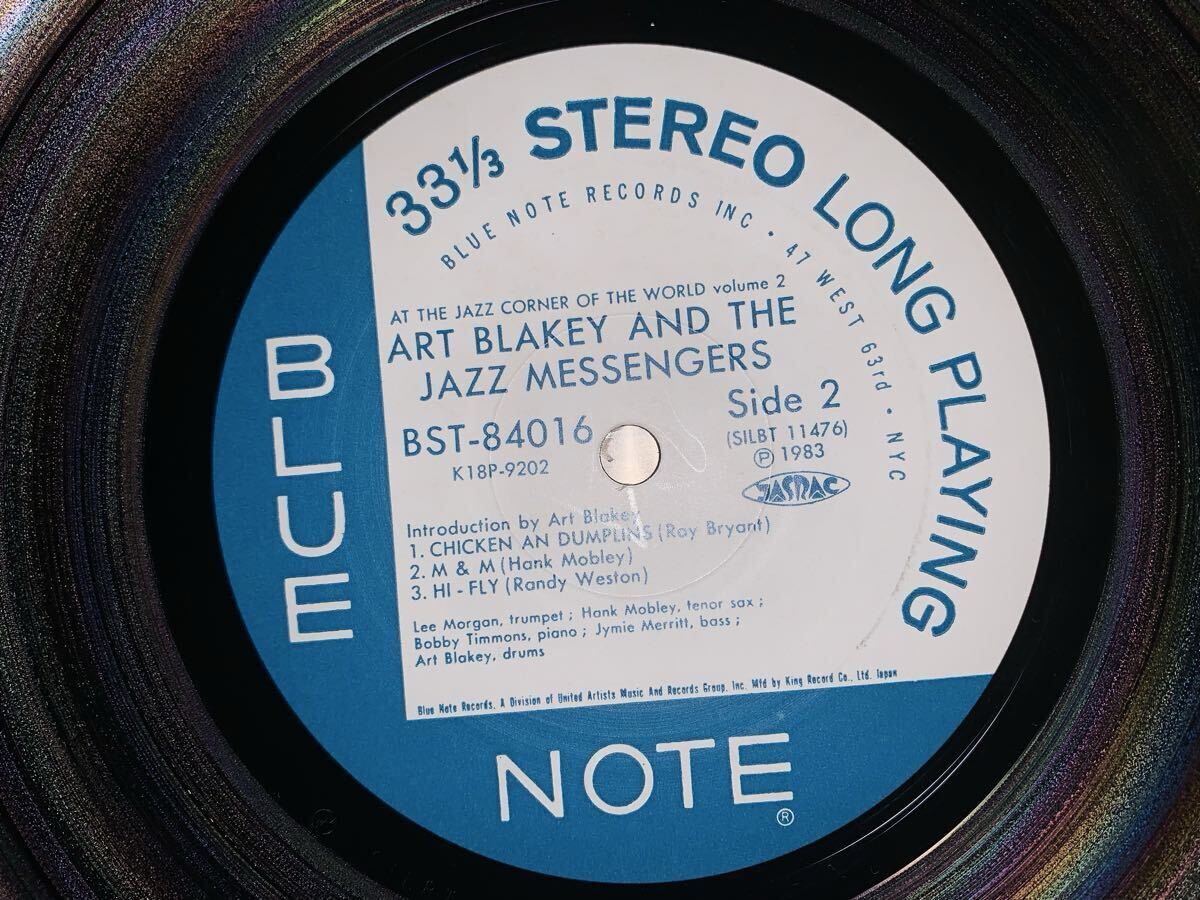 33⅓ STEREO LONG PLAYING
BLUE NOTE RECORDS INC • 47 WEST 63rd • NYC
AT THE JAZZ CORNER OF THE WORLD volume 2
ART BLAKEY AND THE
JAZZ MESSENGERS
Side 2
BST-84016
(SILBT 11476)
K18P-9202
Ⓟ 1983
JASRAC
Introduction by Art Blakey
1. CHICKEN AN DUMPLINS (Ray Bryant)
2. M & M (Hank Mobley)
3. HI - FLY (Randy Weston)
Lee Morgan, trumpet ; Hank Mobley, tenor sax ;
Bobby Timmons, piano ; Jymie Merritt, bass ;
Art Blakey, drums
Blue Note Records. A Division of United Artists Music And Records Group. Inc. Mfd by King Record Co., Ltd. Japan
BLUE
NOTE®